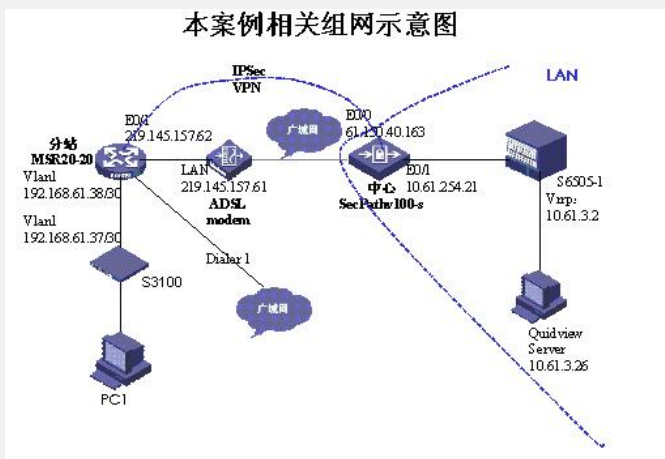 本案例相关组网示意图
IPSec
VPN
LAN
E0/1
219.145.157.62
广域网
E0/0
61.150.40.163
分站
MSR20-20
Vlan1
192.168.61.38/30
LAN
219.145.157.61
ADSL
modem
中心
SecPathv100-s
E0/1
10.61.254.21
S6505-1
Vrrp:
10.61.3.2
Vlan1
192.168.61.37/30
S3100
Dialar 1
广域网
PC1
Quidview
Server
10.61.3.26